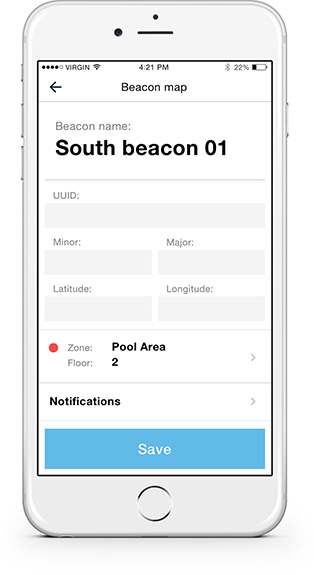 VIRGIN 4:21 PM 22%
Beacon map
Beacon name:
South beacon 01
UUID:
Minor: Major:
Latitude: Longitude:
Zone: Pool Area
Floor: 2
Notifications
Save